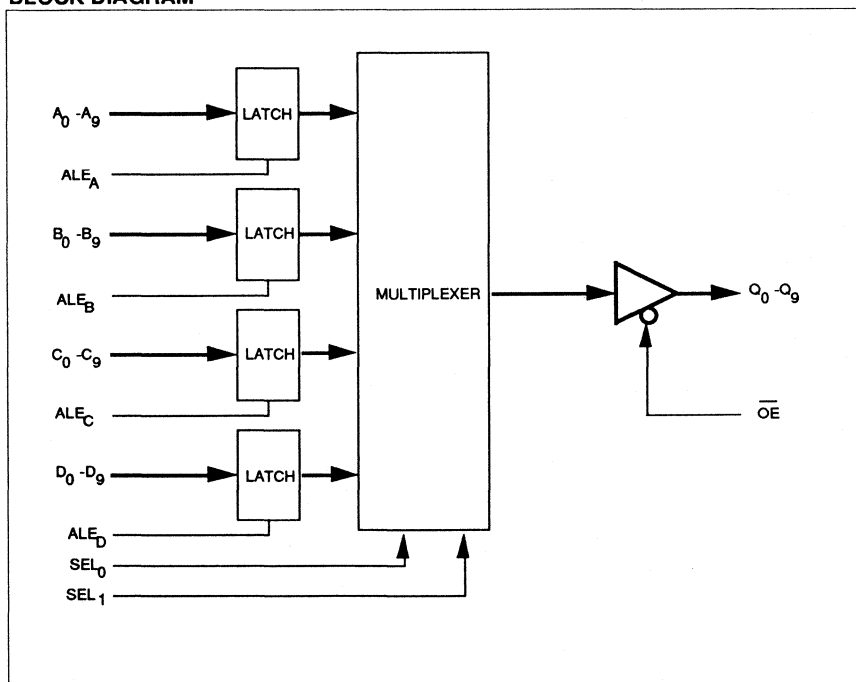 BLOCK DIAGRAM
A0 -A9
LATCH
ALEA
B0 -B9
LATCH
ALEB
MULTIPLEXER
Q0 -Q9
C0 -C9
LATCH
ALEC
OE
D0 -D9
LATCH
ALED
SEL0
SEL1